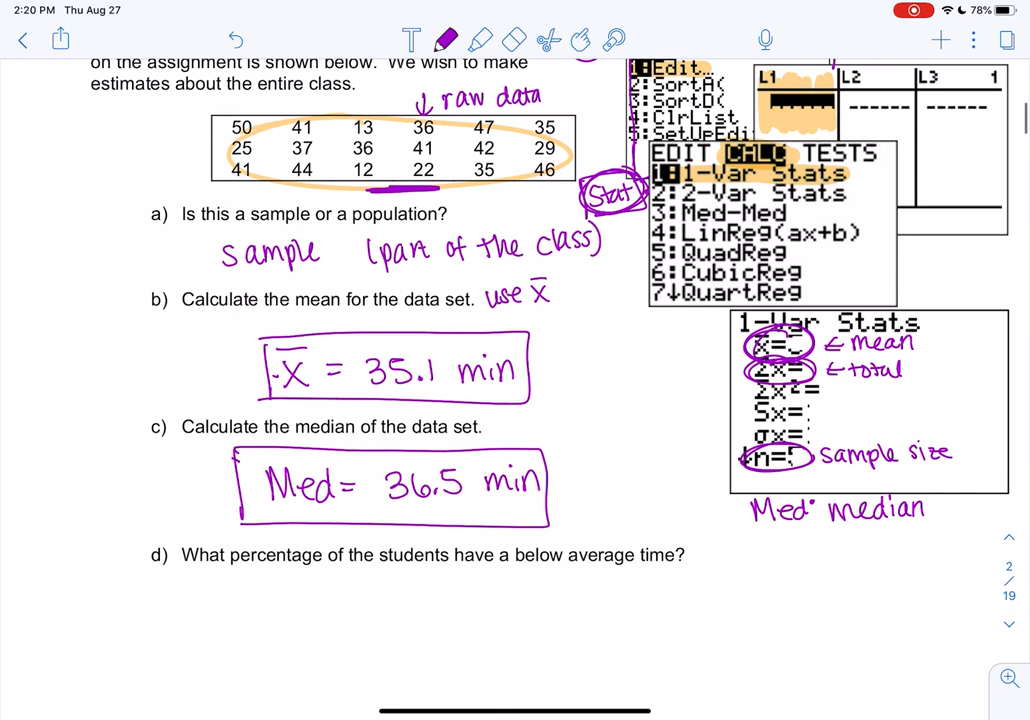 2:20 PM Thu Aug 27
78%
on the assignment is shown below. We wish to make
estimates about the entire class.
raw data
50 41 13 36 47 35
25 37 36 41 42 29
41 44 12 22 35 46
1:Edit…
2:SortA(
3:SortD(
4:ClrList
5:SetUpEdi
L1 L2 L3 1
Stat
EDIT CALC TESTS
1:1-Var Stats
2:2-Var Stats
3:Med-Med
4:LinReg(ax+b)
5:QuadReg
6:CubicReg
7↓QuartReg
a) Is this a sample or a population?
sample (part of the class)
b) Calculate the mean for the data set. use x̄
x̄ = 35.1 min
c) Calculate the median of the data set.
Med = 36.5 min
1-Var Stats
x̄= ← mean
Σx= ← total
Σx²=
Sx=
σx=
↓n=5 sample size
Med: median
d) What percentage of the students have a below average time?
2
/
19